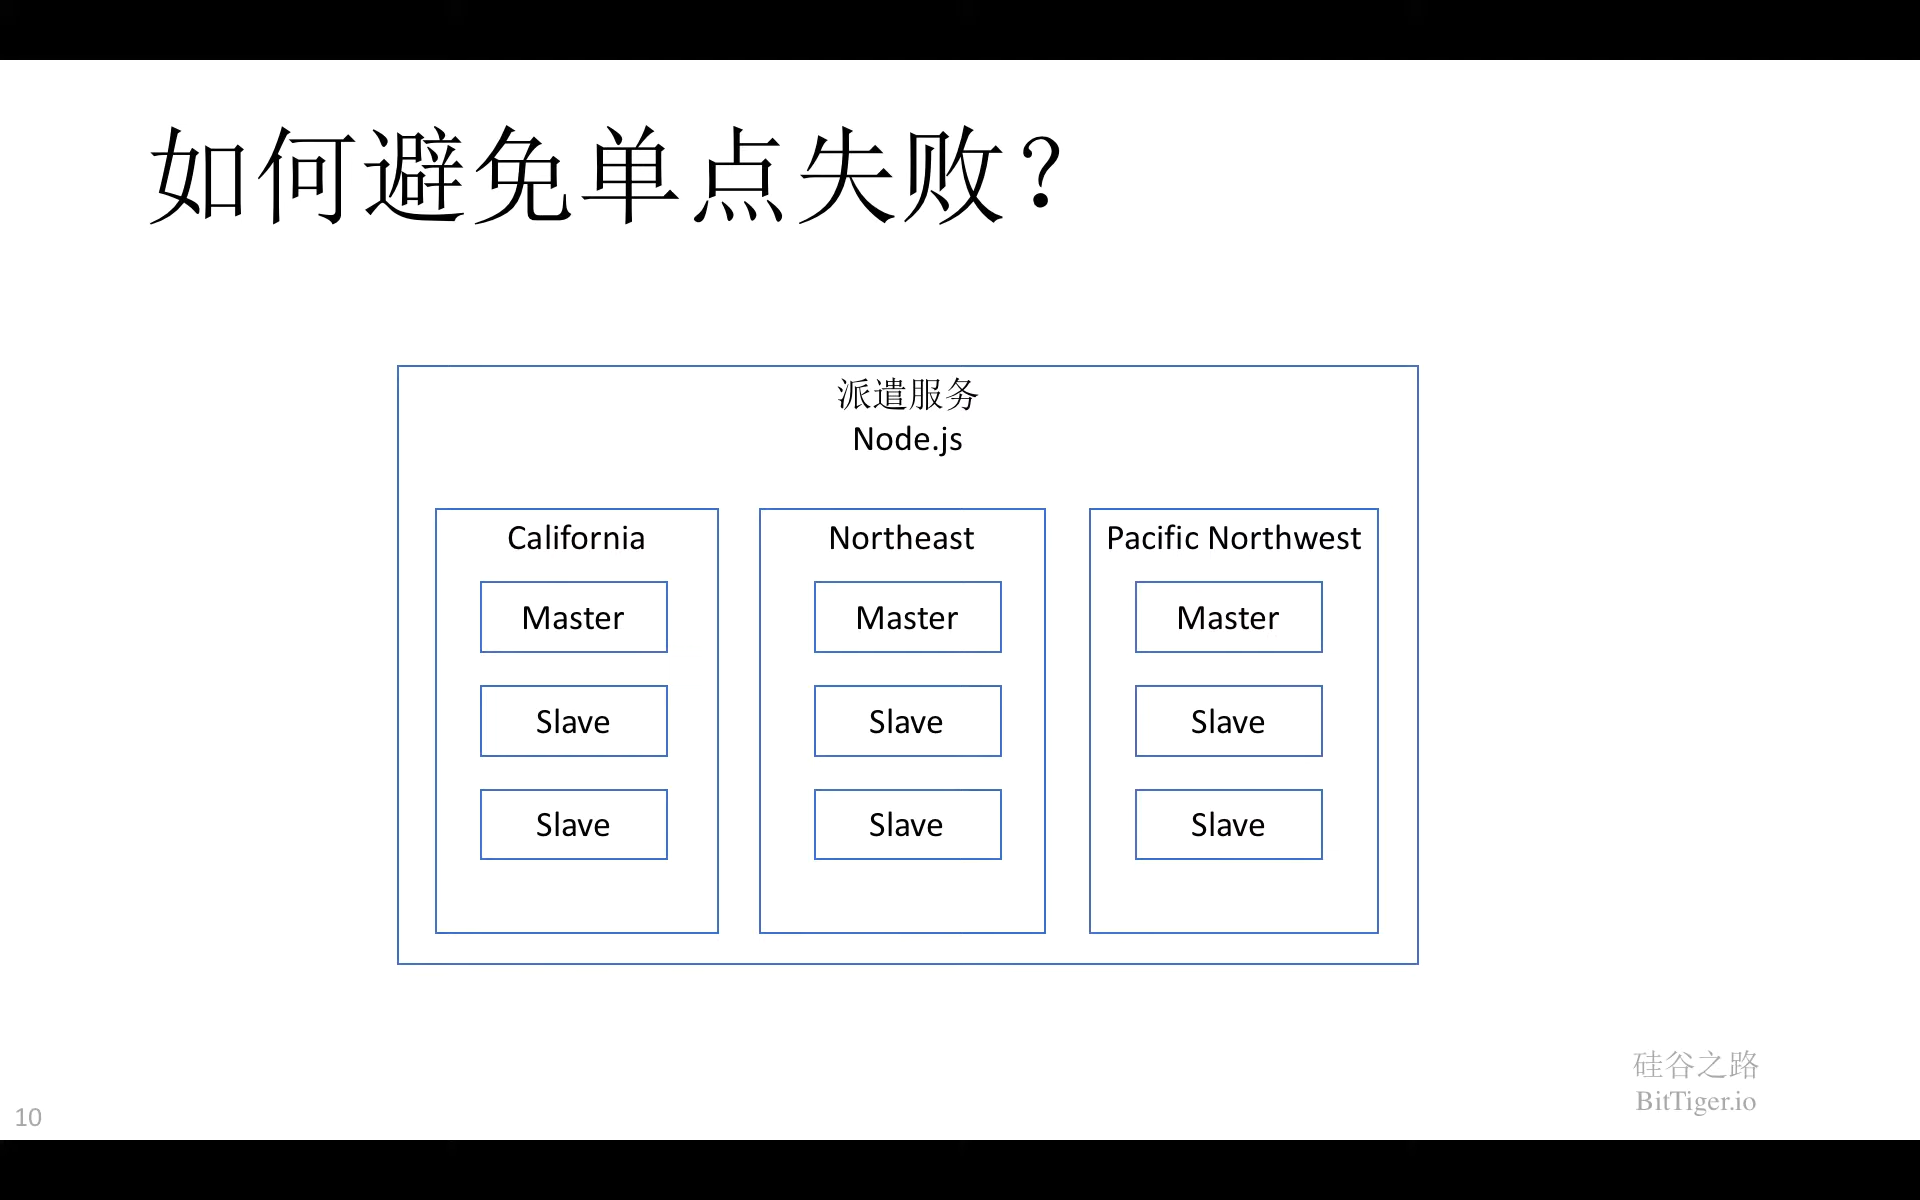 如何避免单点失败？
派遣服务
Node.js
California
Master
Slave
Slave
Northeast
Master
Slave
Slave
Pacific Northwest
Master
Slave
Slave
硅谷之路
BitTiger.io
10